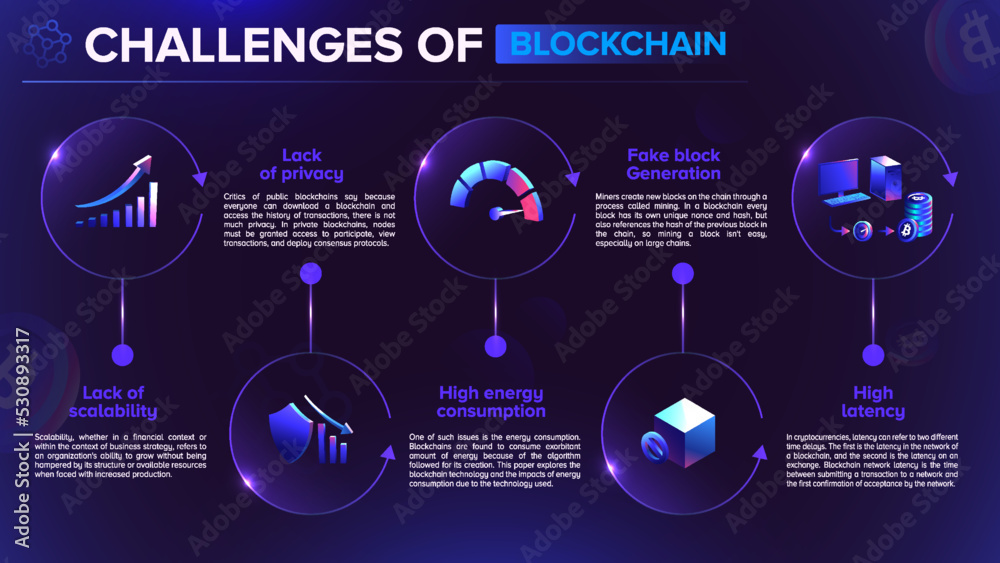 CHALLENGES OF BLOCKCHAIN
Lack
of privacy
Critics of public blockchains say because
everyone can download a blockchain and
access the history of transactions, there is not
much privacy. In private blockchains, nodes
must be granted access to participate, view
transactions, and deploy consensus protocols.
Fake block
Generation
Miners create new blocks on the chain through a
process called mining. In a blockchain every
block has its own unique nonce and hash, but
also references the hash of the previous block in
the chain, so mining a block isn't easy,
especially on large chains.
Lack of
scalability
Scalability, whether in a financial context or
within the context of business strategy, refers to
an organization's ability to grow without being
hampered by its structure or available resources
when faced with increased production.
High energy
consumption
One of such issues is the energy consumption.
Blockchains are found to consume exorbitant
amount of energy because of the algorithm
followed for its creation. This paper explores the
blockchain technology and the impacts of energy
consumption due to the technology used.
High
latency
In cryptocurrencies, latency can refer to two different
time delays. The first is the latency in the network of
a blockchain, and the second is the latency on an
exchange. Blockchain network latency is the time
between submitting a transaction to a network and
the first confirmation of acceptance by the network.
Adobe Stock
Adobe Stock | #530893317